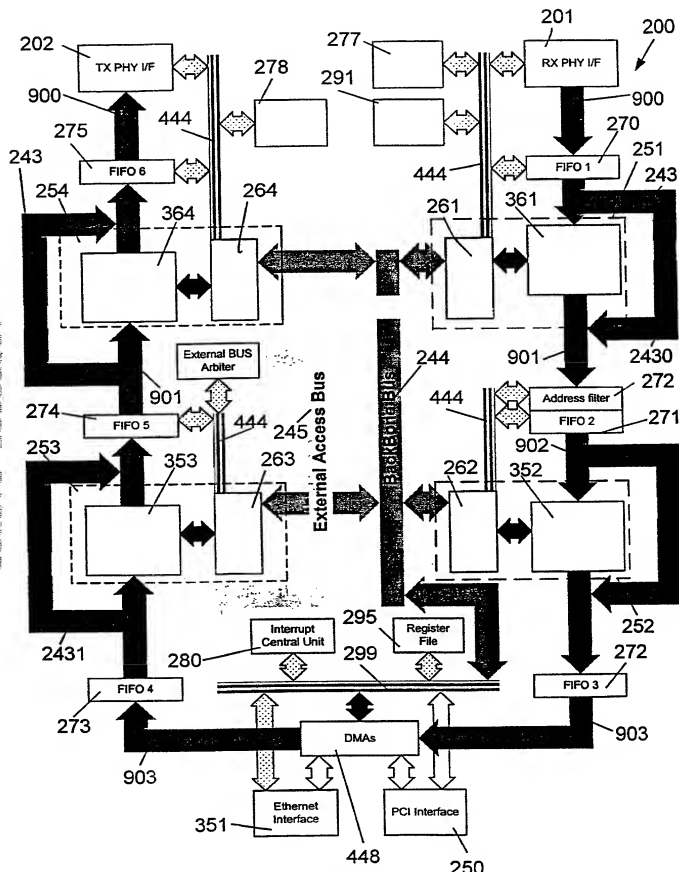 202
TX PHY I/F
277
201
RX PHY I/F
200
278
291
900
275
444
900
243
FIFO 6
270
FIFO 1
251
243
254
364
264
444
261
361
External BUS
Arbiter
901
244
901
2430
274
FIFO 5
444
245
External Access Bus
BackBone Bus
444
Address filter
272
FIFO 2
271
253
353
263
262
902
352
2431
Interrupt
Central Unit
280
295
Register
File
299
252
FIFO 4
273
FIFO 3
272
903
DMAs
903
Ethernet
Interface
351
448
PCI Interface
250